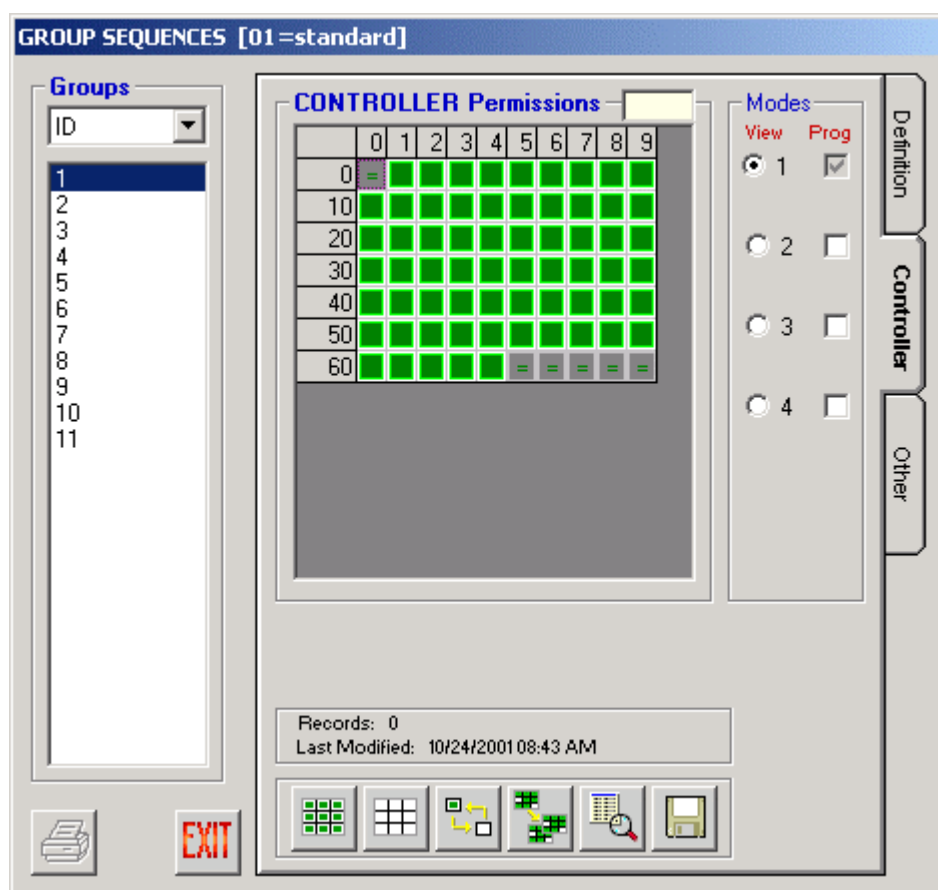 GROUP SEQUENCES [01=standard]
Groups
ID
1
2
3
4
5
6
7
8
9
10
11
CONTROLLER Permissions
0 1 2 3 4 5 6 7 8 9
0 =
10
20
30
40
50
60 = = = = =
Modes
View Prog
1
2
3
4
Definition
Controller
Other
Records: 0
Last Modified: 10/24/2001 08:43 AM
EXIT